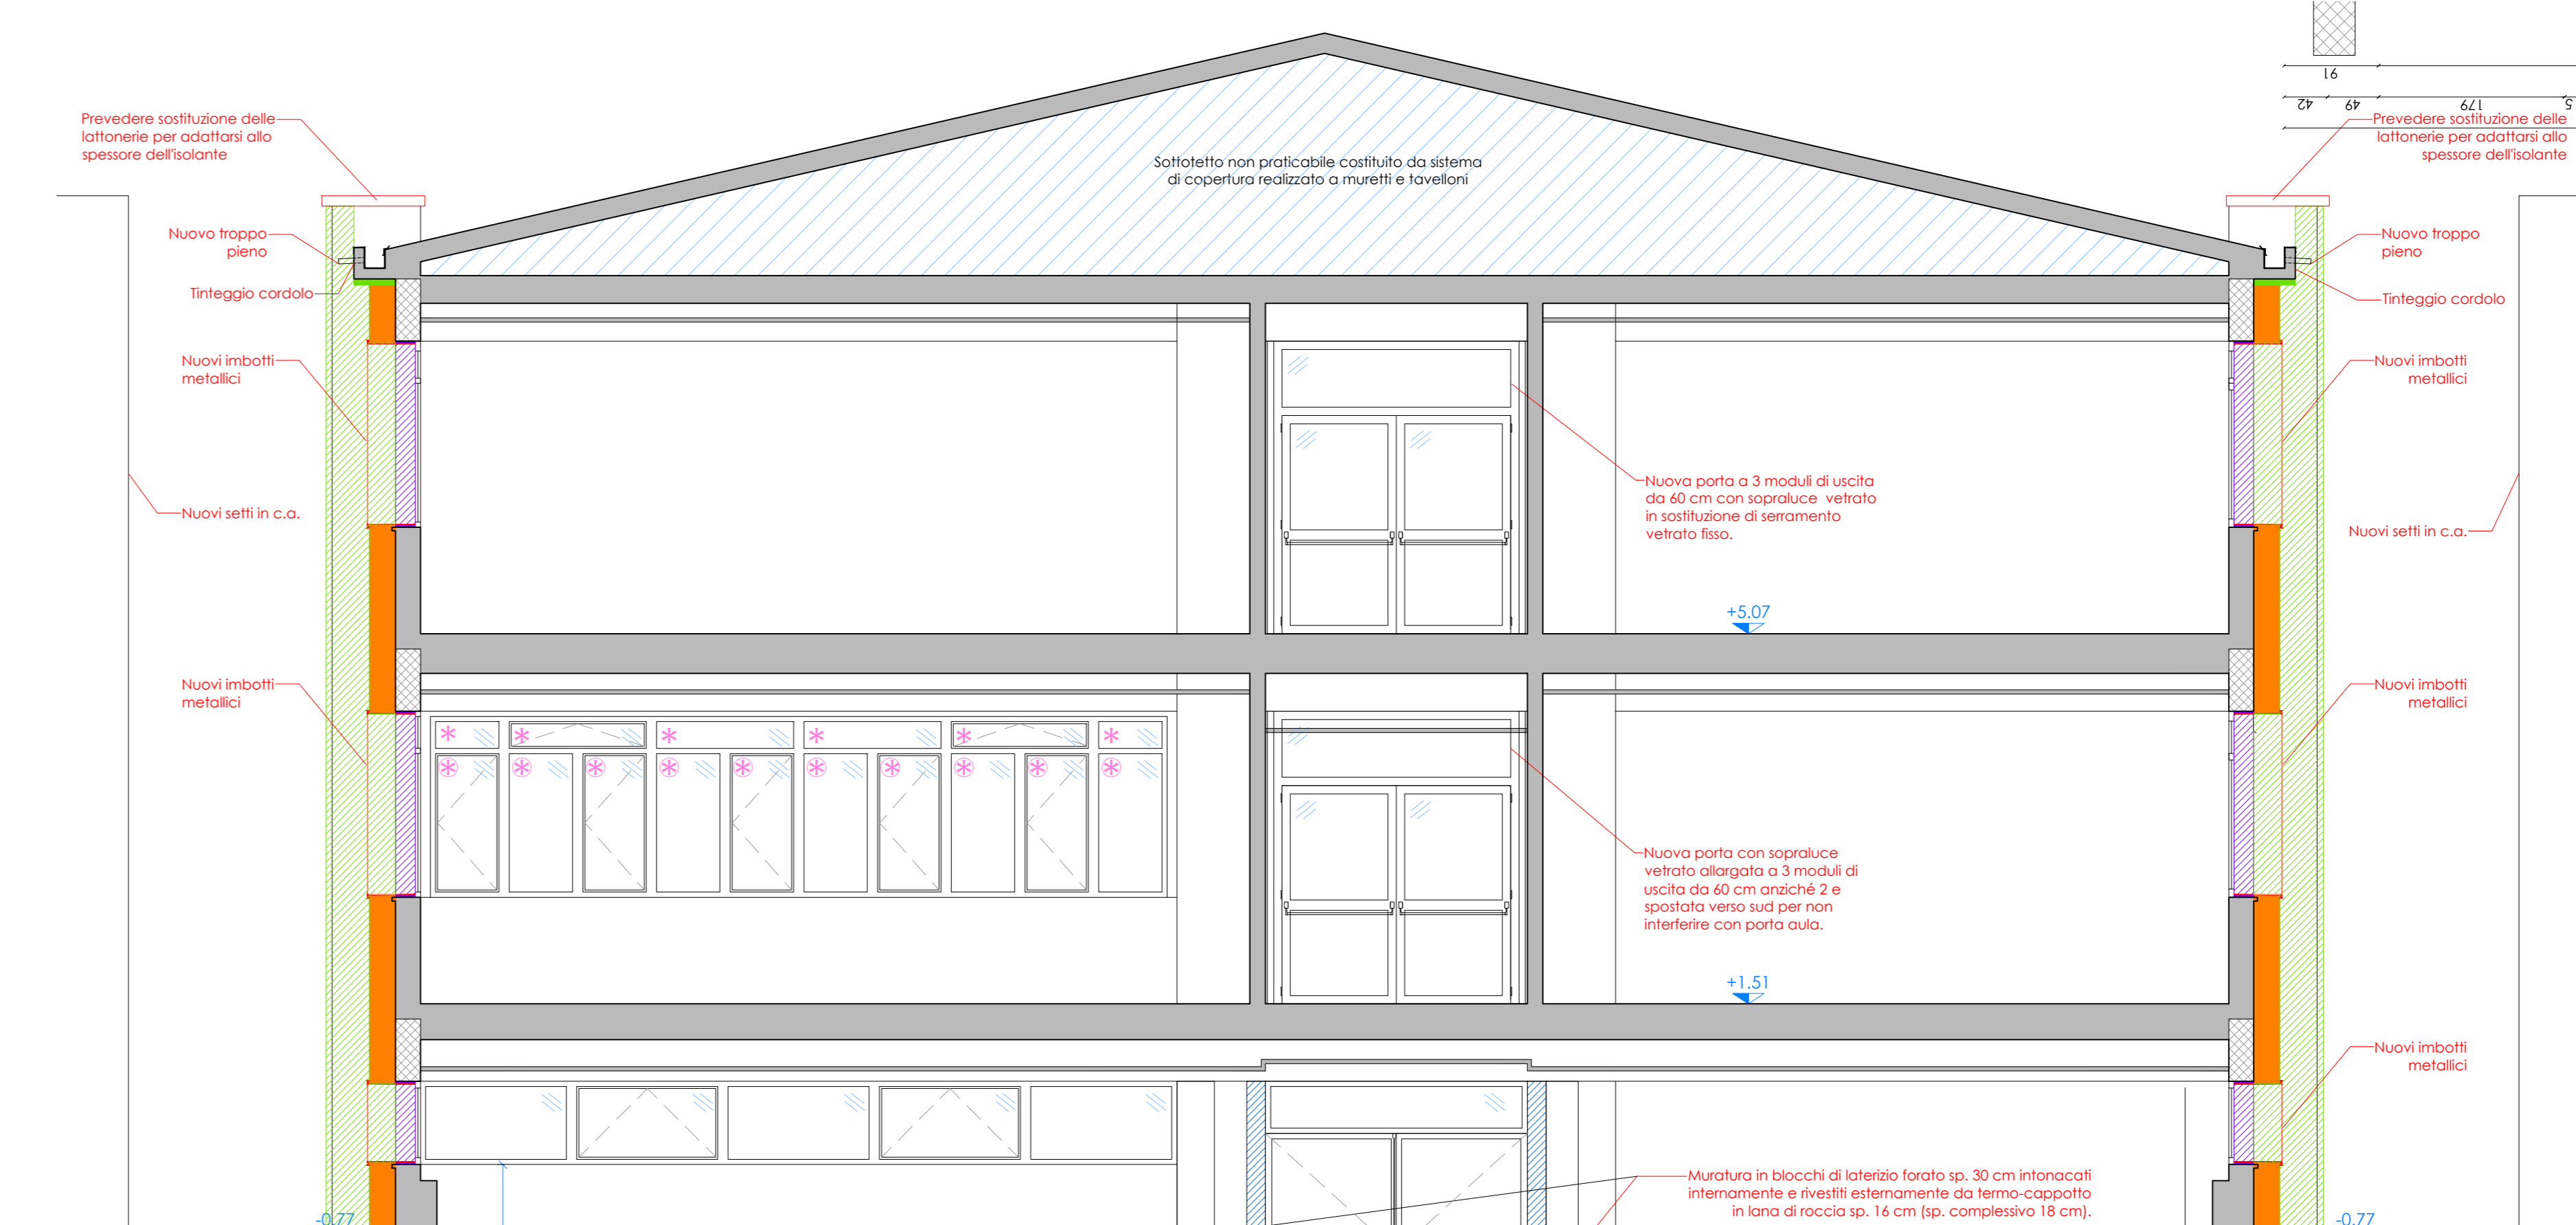 91
42 49 179 5
Prevedere sostituzione delle
lattonerie per adattarsi allo
spessore dell'isolante
Prevedere sostituzione delle
lattonerie per adattarsi allo
spessore dell'isolante
Sottotetto non praticabile costituito da sistema
di copertura realizzato a muretti e tavelloni
Nuovo troppo
pieno
Nuovo troppo
pieno
Tinteggio cordolo
Tinteggio cordolo
Nuovi imbotti
metallici
Nuovi imbotti
metallici
Nuova porta a 3 moduli di uscita
da 60 cm con sopraluce vetrato
in sostituzione di serramento
vetrato fisso.
Nuovi setti in c.a.
Nuovi setti in c.a.
+5.07
Nuovi imbotti
metallici
Nuovi imbotti
metallici
Nuova porta con sopraluce
vetrato allargata a 3 moduli di
uscita da 60 cm anziché 2 e
spostata verso sud per non
interferire con porta aula.
+1.51
Nuovi imbotti
metallici
Muratura in blocchi di laterizio forato sp. 30 cm intonacati
internamente e rivestiti esternamente da termo-cappotto
in lana di roccia sp. 16 cm (sp. complessivo 18 cm).
-0.77
-0.77